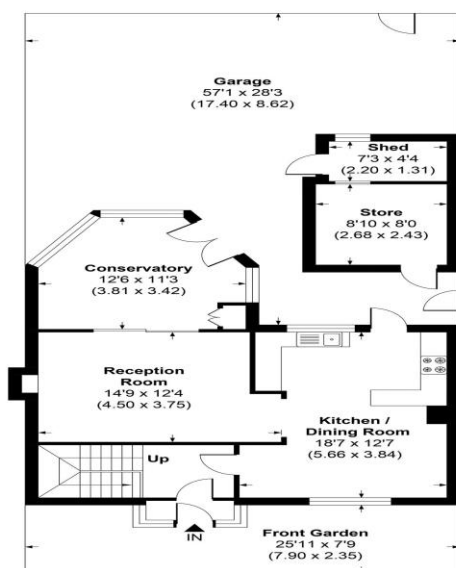 Garage
57'1 x 28'3
(17.40 x 8.62)
Shed
7'3 x 4'4
(2.20 x 1.31)
Store
8'10 x 8'0
(2.68 x 2.43)
Conservatory
12'6 x 11'3
(3.81 x 3.42)
Reception
Room
14'9 x 12'4
(4.50 x 3.75)
Kitchen /
Dining Room
18'7 x 12'7
(5.66 x 3.84)
Up
IN
Front Garden
25'11 x 7'9
(7.90 x 2.35)